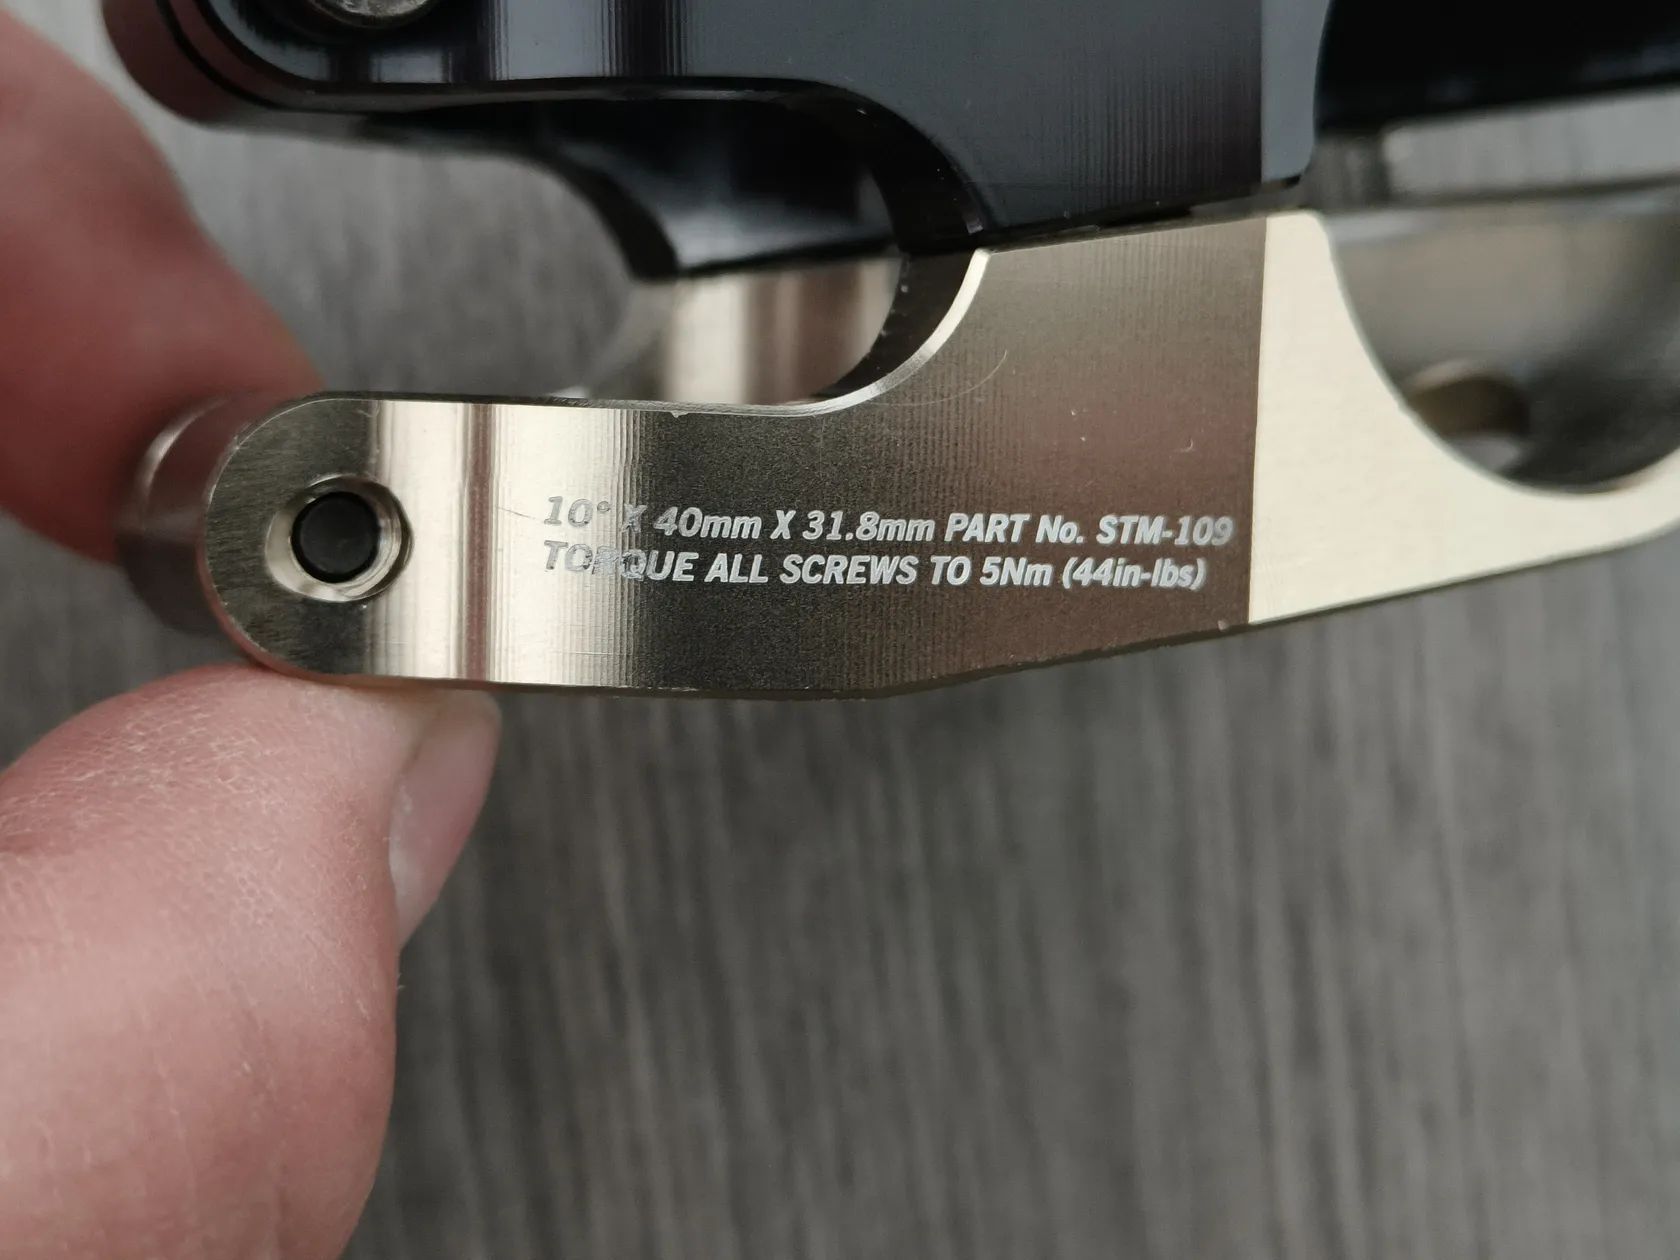 10° X 40mm X 31.8mm PART No. STM-109
TORQUE ALL SCREWS TO 5Nm (44in-lbs)